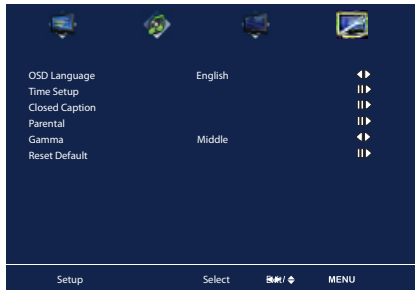 OSD Language English
Time Setup
Closed Caption
Parental
Gamma Middle
Reset Default
Setup Select MENU